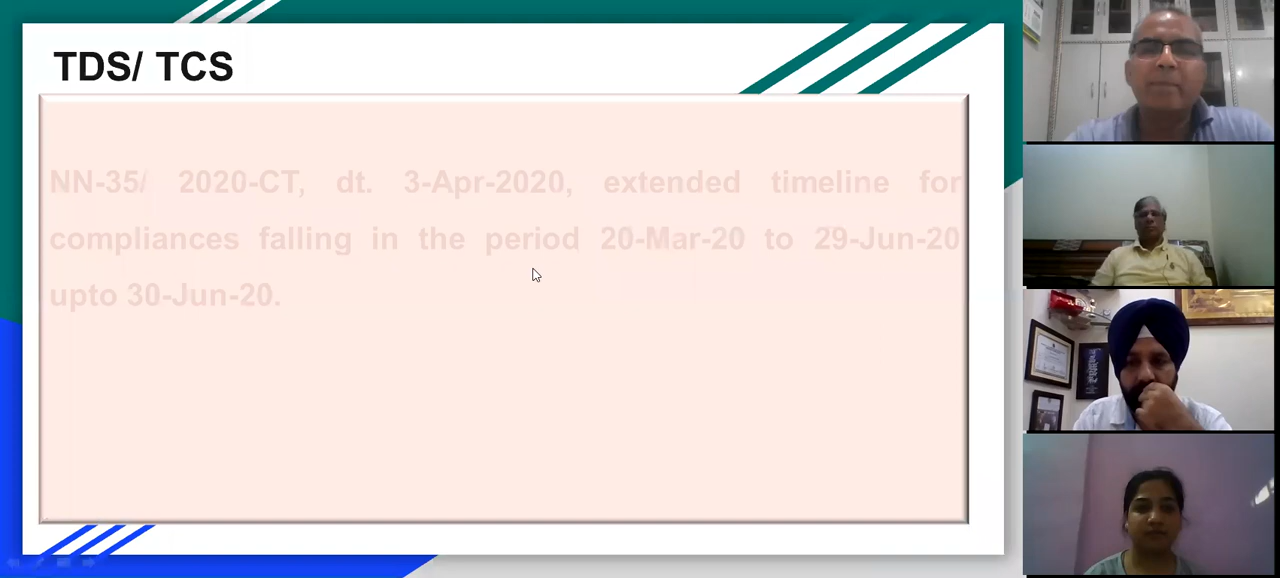 TDS/ TCS
NN-35/ 2020-CT, dt. 3-Apr-2020, extended timeline for
compliances falling in the period 20-Mar-20 to 29-Jun-20
upto 30-Jun-20.